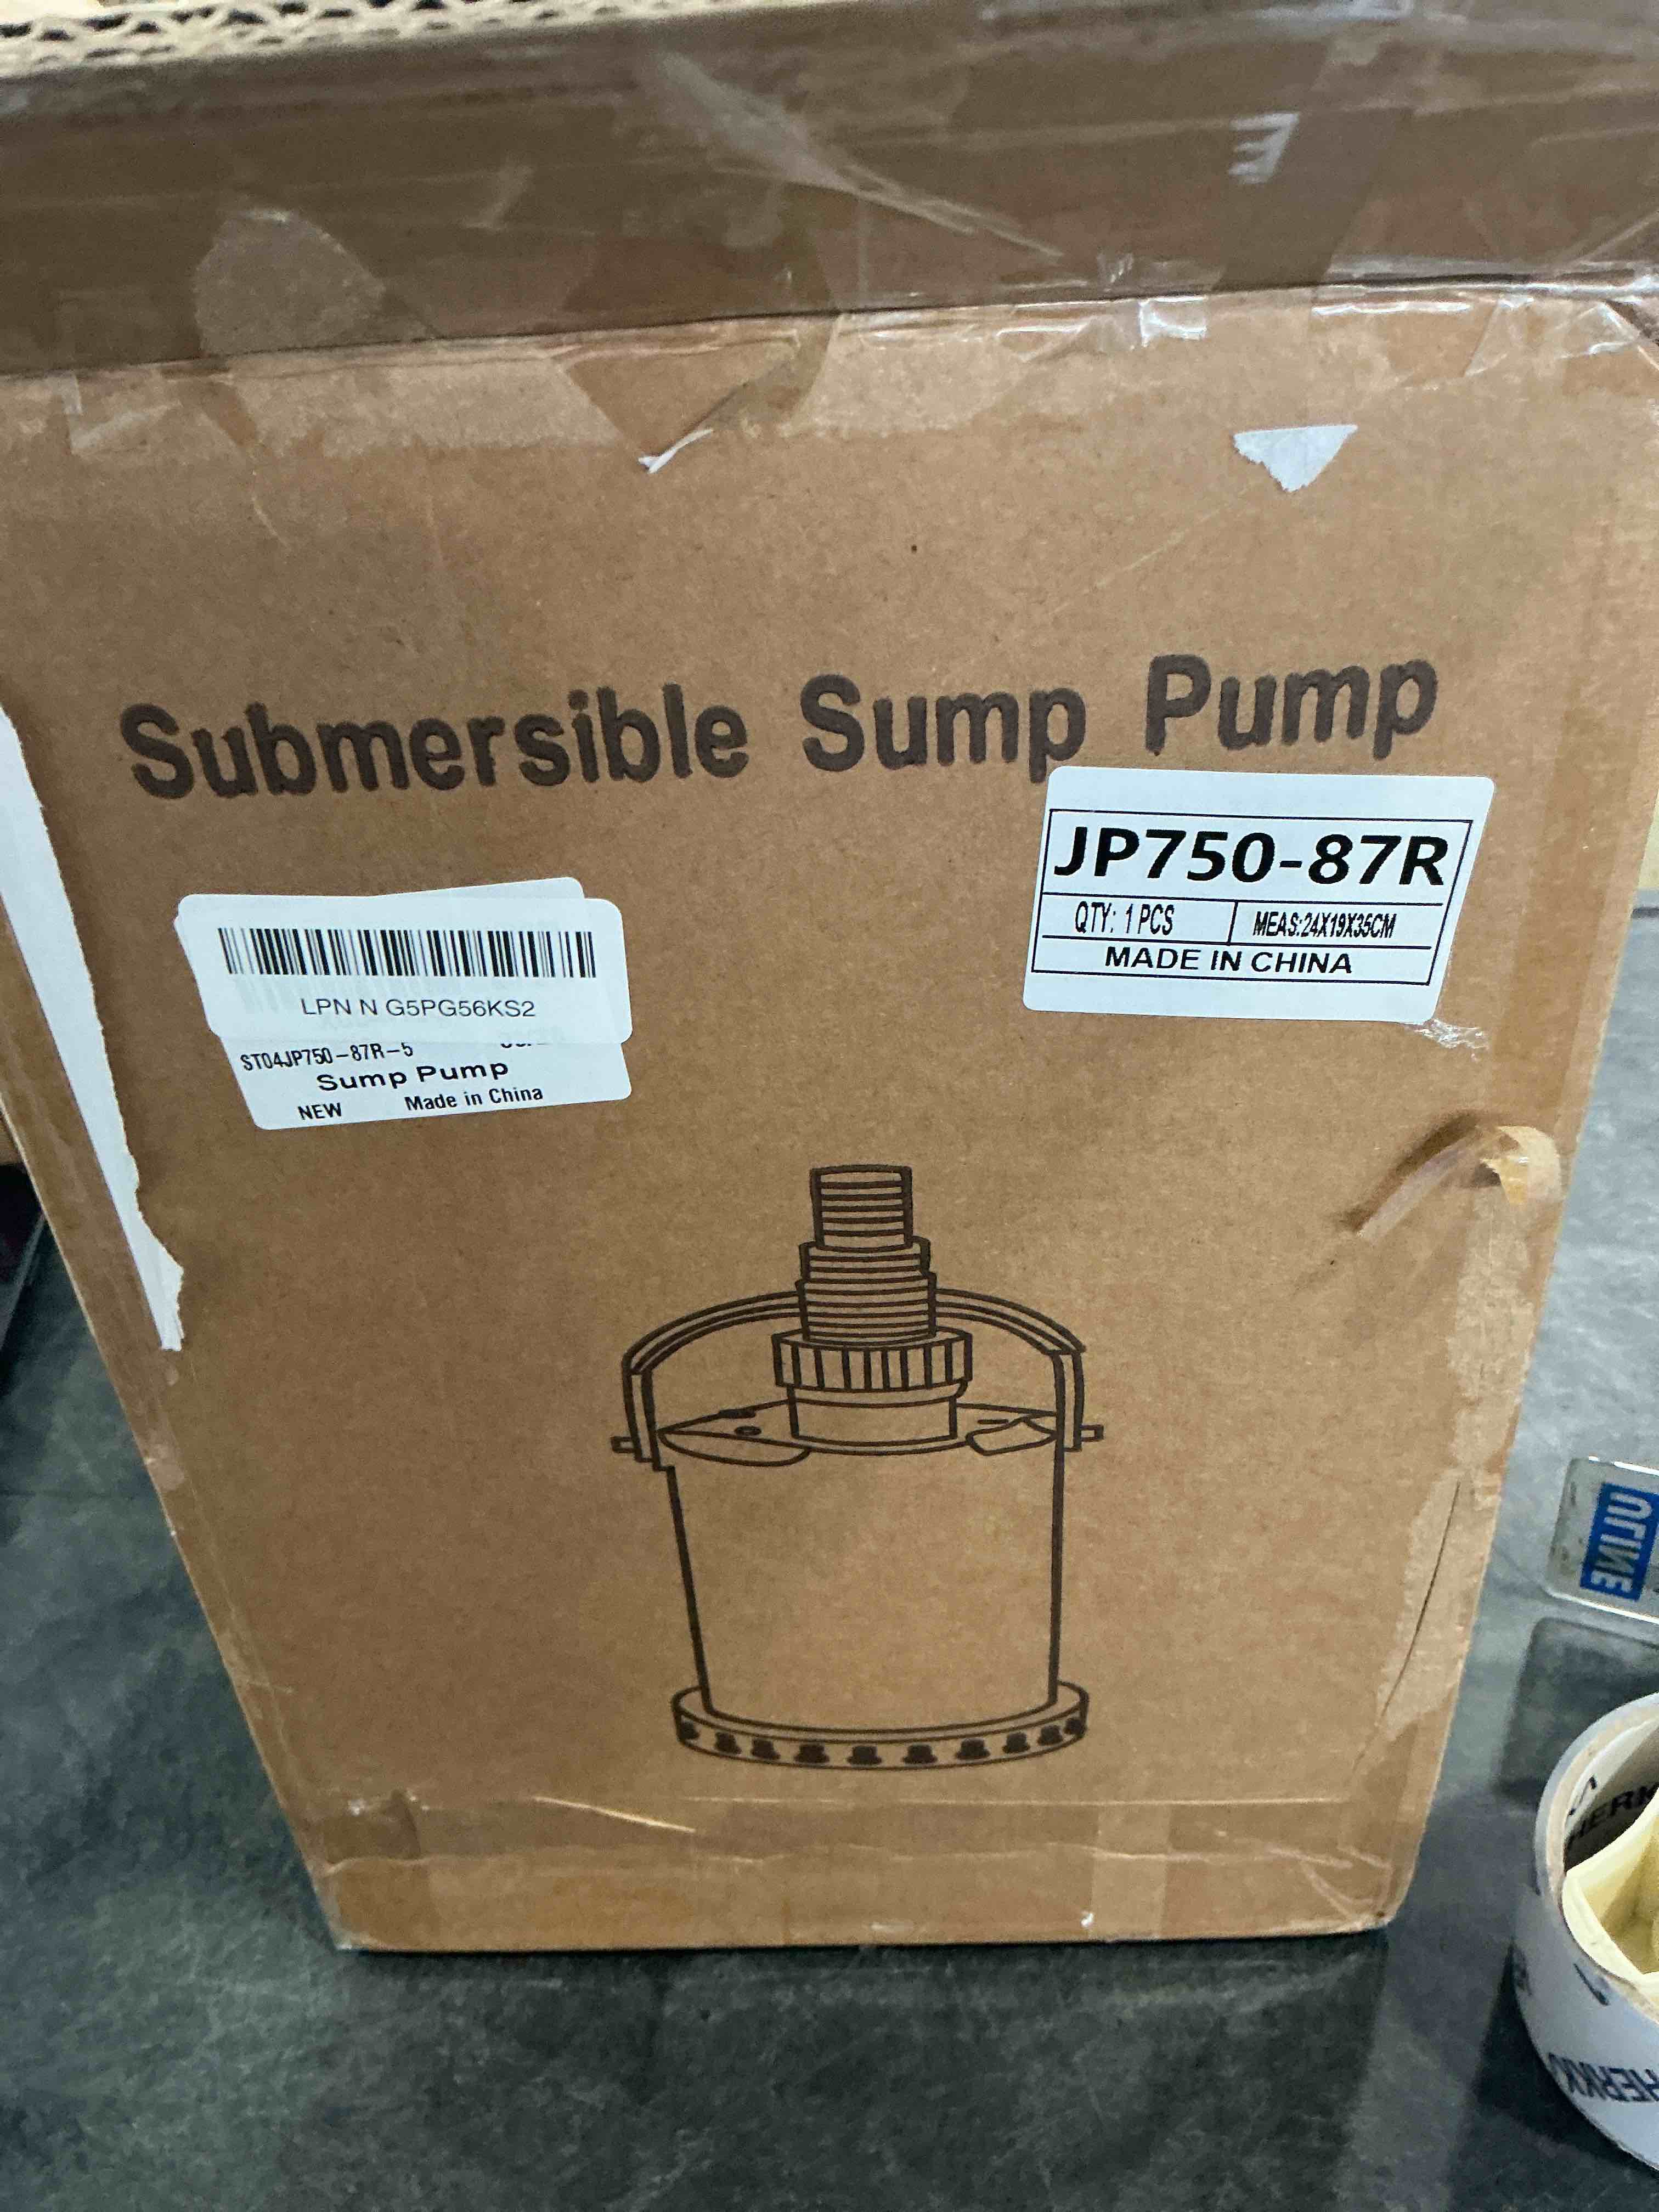 Submersible Sump Pump
JP750-87R
QTY: 1 PCS MEAS:24X19X35CM
MADE IN CHINA
LPN N G5PG56KS2
ST04JP750-87R-5
Sump Pump
NEW Made in China
ULINE